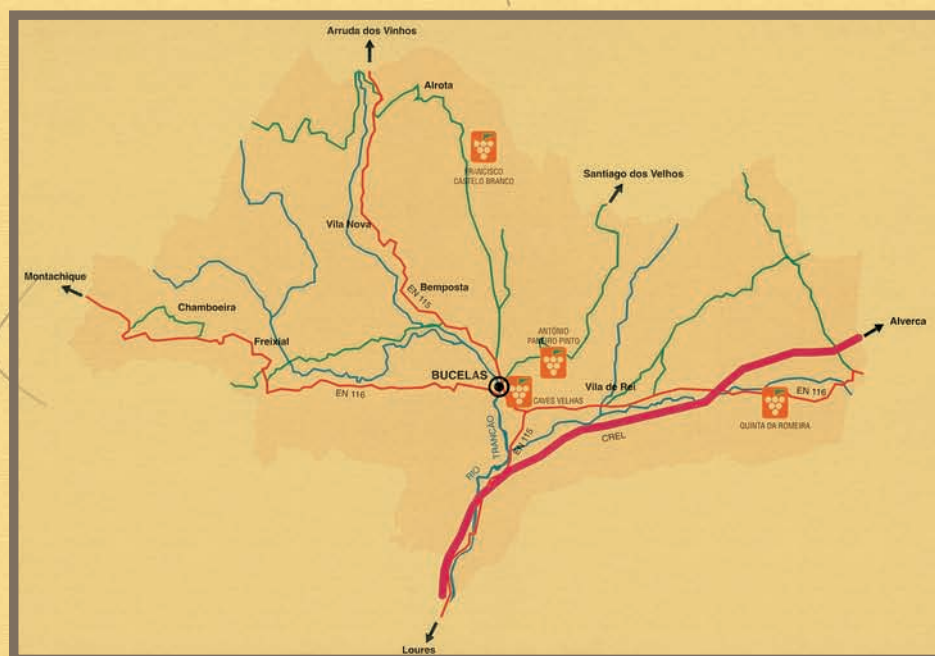 Arruda dos Vinhos
Alrota
FRANCISCO
CASTELO BRANCO
Santiago dos Velhos
Vila Nova
Montachique
Bemposta
EN 115
Chamboeira
Alverca
Freixial
ANTÓNIO
PANEIRO PINTO
BUCELAS
Vila de Rei
EN 116
CAVES VELHAS
EN 116
QUINTA DA ROMEIRA
RIO TRANCÃO
EN 115
CREL
Loures